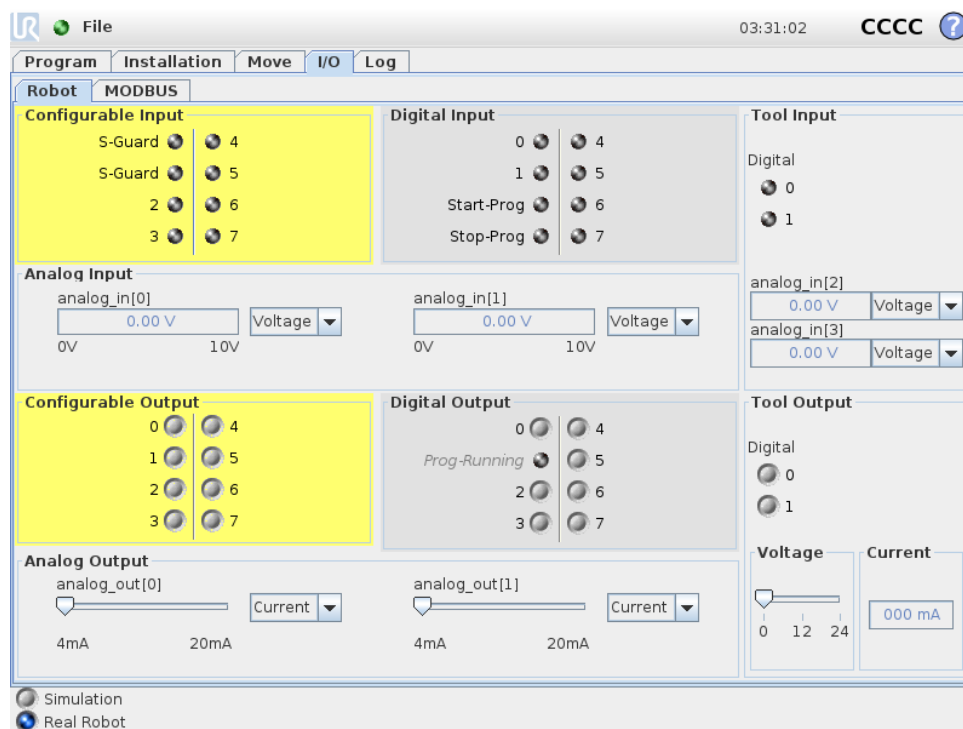 UR File 03:31:02 CCCC ?
Program Installation Move I/O Log
Robot MODBUS
Configurable Input
S-Guard 4
S-Guard 5
2 6
3 7
Digital Input
0 4
1 5
Start-Prog 6
Stop-Prog 7
Tool Input
Digital
0
1
Analog Input
analog_in[0]
0.00 V Voltage
0V 10V
analog_in[1]
0.00 V Voltage
0V 10V
analog_in[2]
0.00 V Voltage
analog_in[3]
0.00 V Voltage
Configurable Output
0 4
1 5
2 6
3 7
Digital Output
0 4
Prog-Running 5
2 6
3 7
Tool Output
Digital
0
1
Analog Output
analog_out[0]
Current
4mA 20mA
analog_out[1]
Current
4mA 20mA
Voltage
0 12 24
Current
000 mA
Simulation
Real Robot